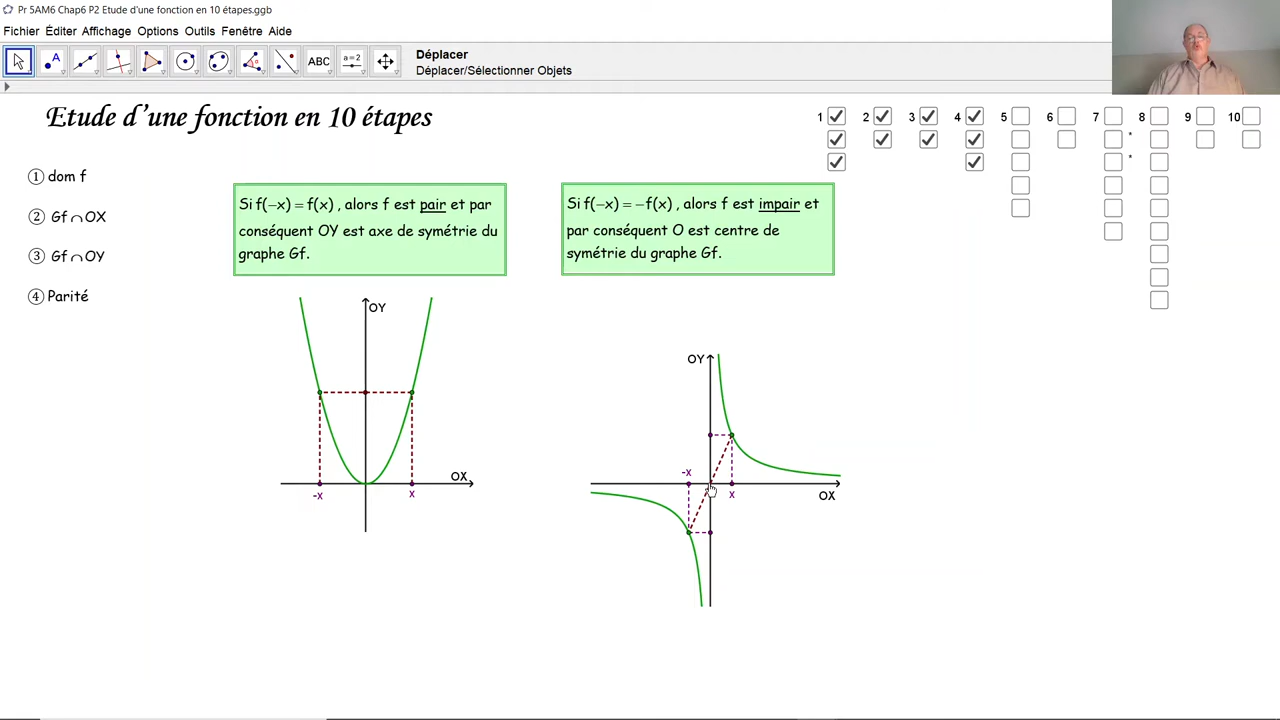 Pr 5AM6 Chap6 P2 Etude d'une fonction en 10 étapes.ggb
Fichier Éditer Affichage Options Outils Fenêtre Aide
A
ABC
a=2
Déplacer
Déplacer/Sélectionner Objets
Etude d'une fonction en 10 étapes
1 2 3 4 5 6 7 8 9 10
*
*
① dom f
② Gf∩OX
③ Gf∩OY
④ Parité
Si f(−x) = f(x) , alors f est pair et par
conséquent OY est axe de symétrie du
graphe Gf.
Si f(−x) = −f(x) , alors f est impair et
par conséquent O est centre de
symétrie du graphe Gf.
OY
OX
-x
x
OY
-x
x
OX